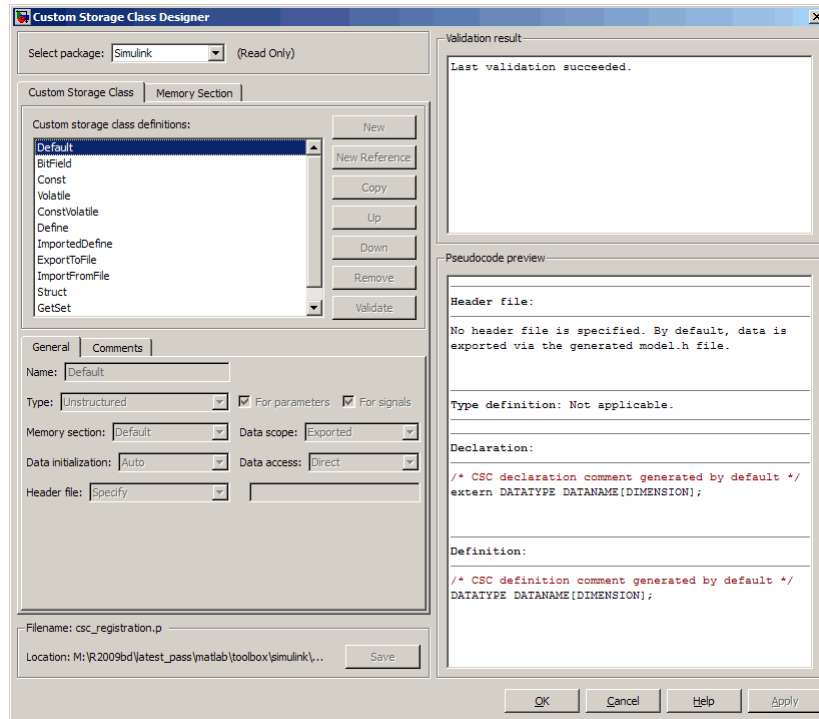 Custom Storage Class Designer
Select package: Simulink (Read Only)
Custom Storage Class Memory Section
Custom storage class definitions:
Default
BitField
Const
Volatile
ConstVolatile
Define
ImportedDefine
ExportToFile
ImportFromFile
Struct
GetSet
New
New Reference
Copy
Up
Down
Remove
Validate
General Comments
Name: Default
Type: Unstructured For parameters For signals
Memory section: Default Data scope: Exported
Data initialization: Auto Data access: Direct
Header file: Specify
Filename: csc_registration.p
Location: M:\R2009bd\latest_pass\matlab\toolbox\simulink\... Save
Validation result
Last validation succeeded.
Pseudocode preview
Header file:
No header file is specified. By default, data is
exported via the generated model.h file.
Type definition: Not applicable.
Declaration:
/* CSC declaration comment generated by default */
extern DATATYPE DATANAME[DIMENSION];
Definition:
/* CSC definition comment generated by default */
DATATYPE DATANAME[DIMENSION];
OK Cancel Help Apply